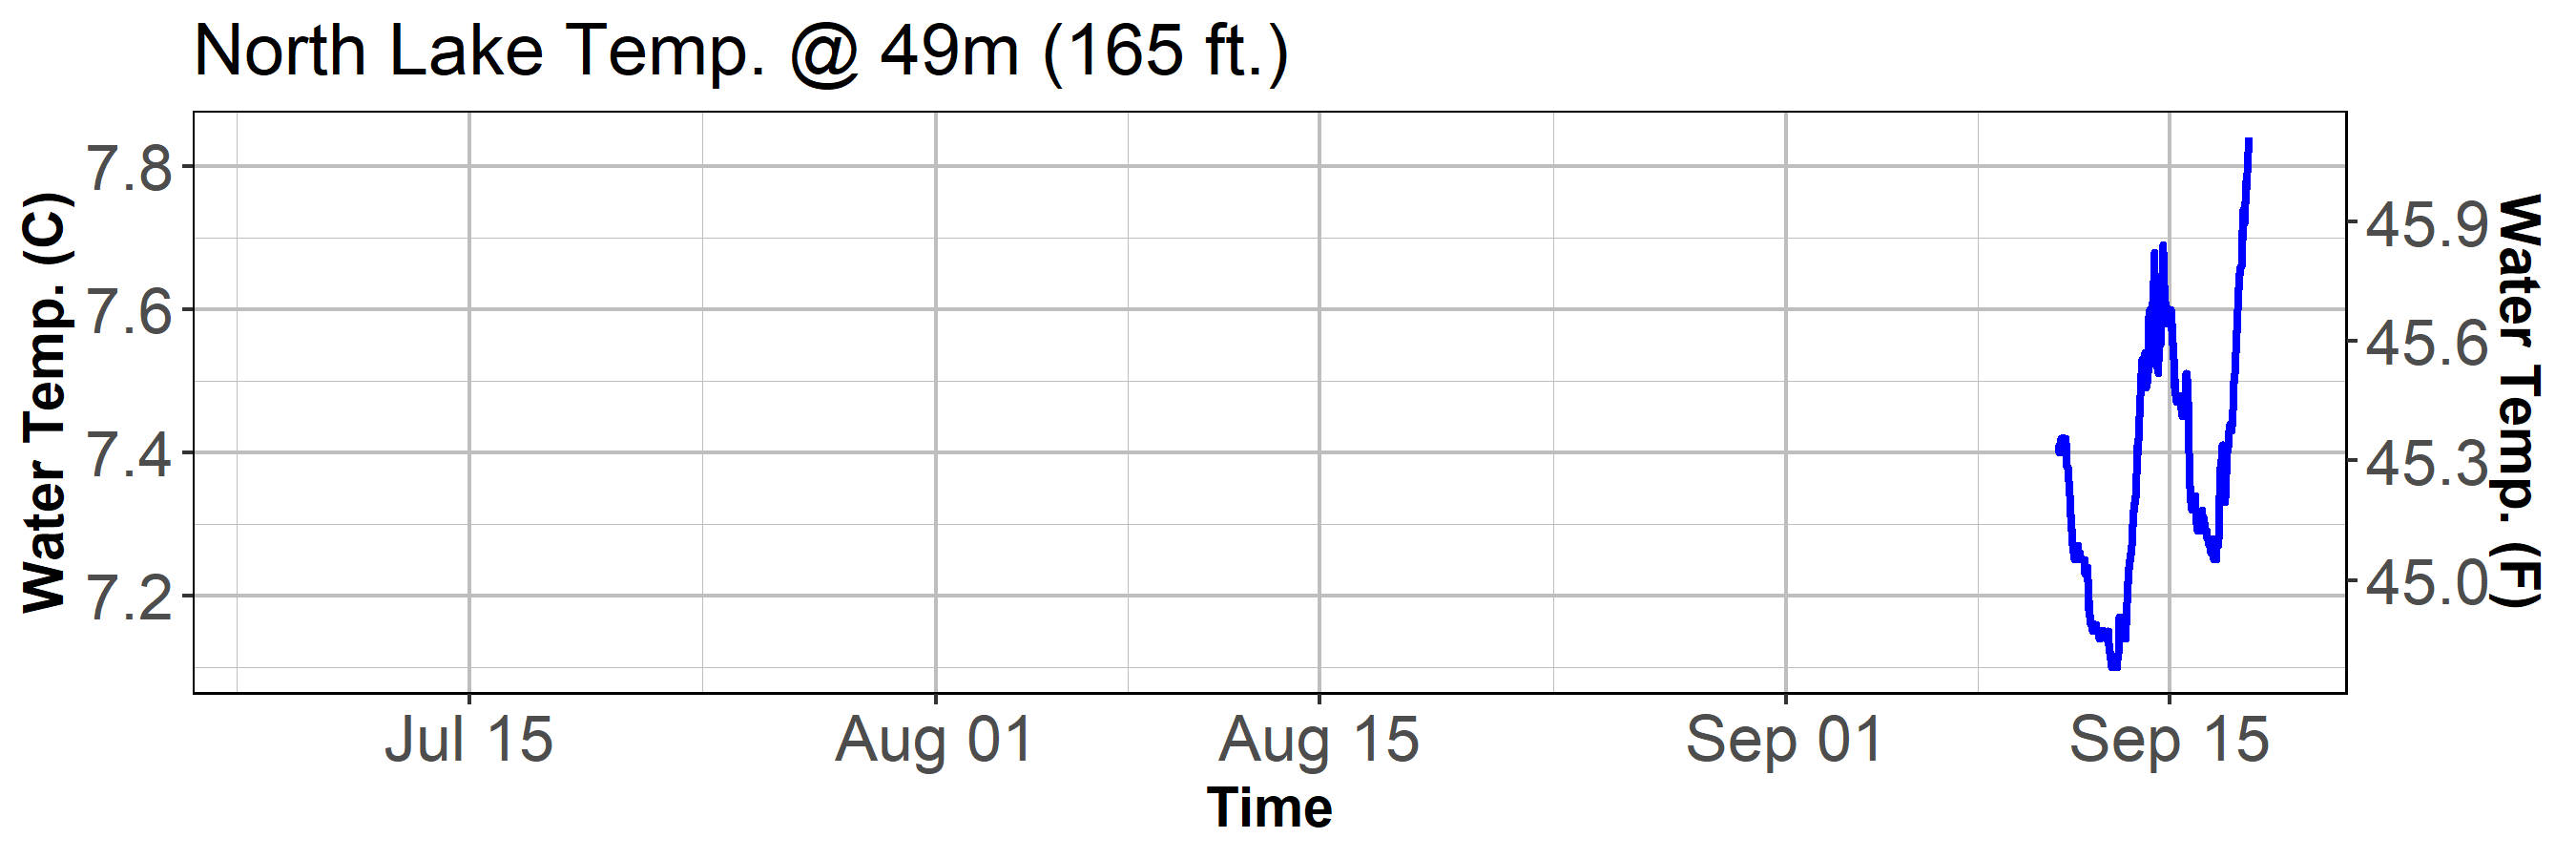 North Lake Temp. @ 49m (165 ft.)
Water Temp. (C)
7.8
7.6
7.4
7.2
45.9
45.6
45.3
45.0
Water Temp. (F)
Jul 15 Aug 01 Aug 15 Sep 01 Sep 15
Time